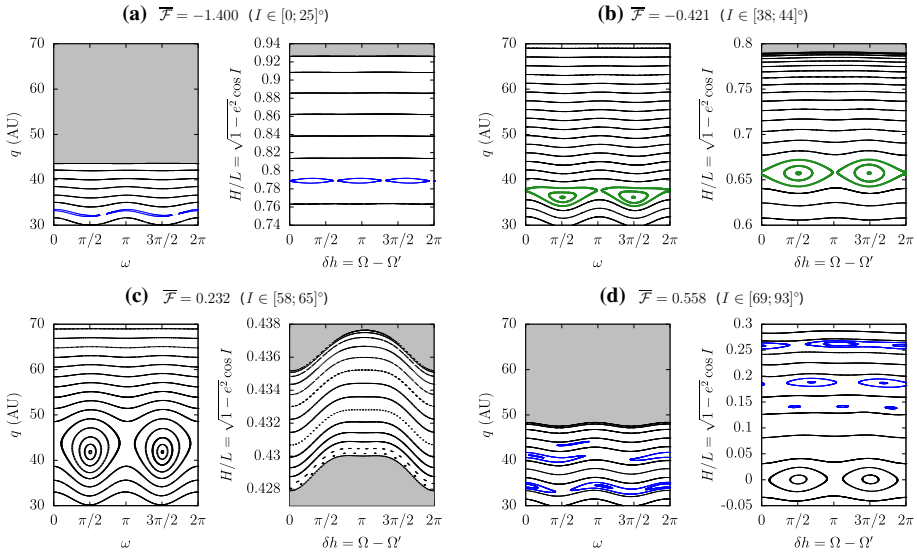 (a) F̅ = −1.400 (I ∈ [0; 25]°)
(b) F̅ = −0.421 (I ∈ [38; 44]°)
70
60
50
40
30
q (AU)
0 π/2 π 3π/2 2π
ω
0.94
0.92
0.9
0.88
0.86
0.84
0.82
0.8
0.78
0.76
0.74
H/L = √1 − e² cos I
0 π/2 π 3π/2 2π
δh = Ω − Ω′
70
60
50
40
30
q (AU)
0 π/2 π 3π/2 2π
ω
0.8
0.75
0.7
0.65
0.6
H/L = √1 − e² cos I
0 π/2 π 3π/2 2π
δh = Ω − Ω′
(c) F̅ = 0.232 (I ∈ [58; 65]°)
(d) F̅ = 0.558 (I ∈ [69; 93]°)
70
60
50
40
30
q (AU)
0 π/2 π 3π/2 2π
ω
0.438
0.436
0.434
0.432
0.43
0.428
H/L = √1 − e² cos I
0 π/2 π 3π/2 2π
δh = Ω − Ω′
70
60
50
40
30
q (AU)
0 π/2 π 3π/2 2π
ω
0.3
0.25
0.2
0.15
0.1
0.05
0
-0.05
H/L = √1 − e² cos I
0 π/2 π 3π/2 2π
δh = Ω − Ω′